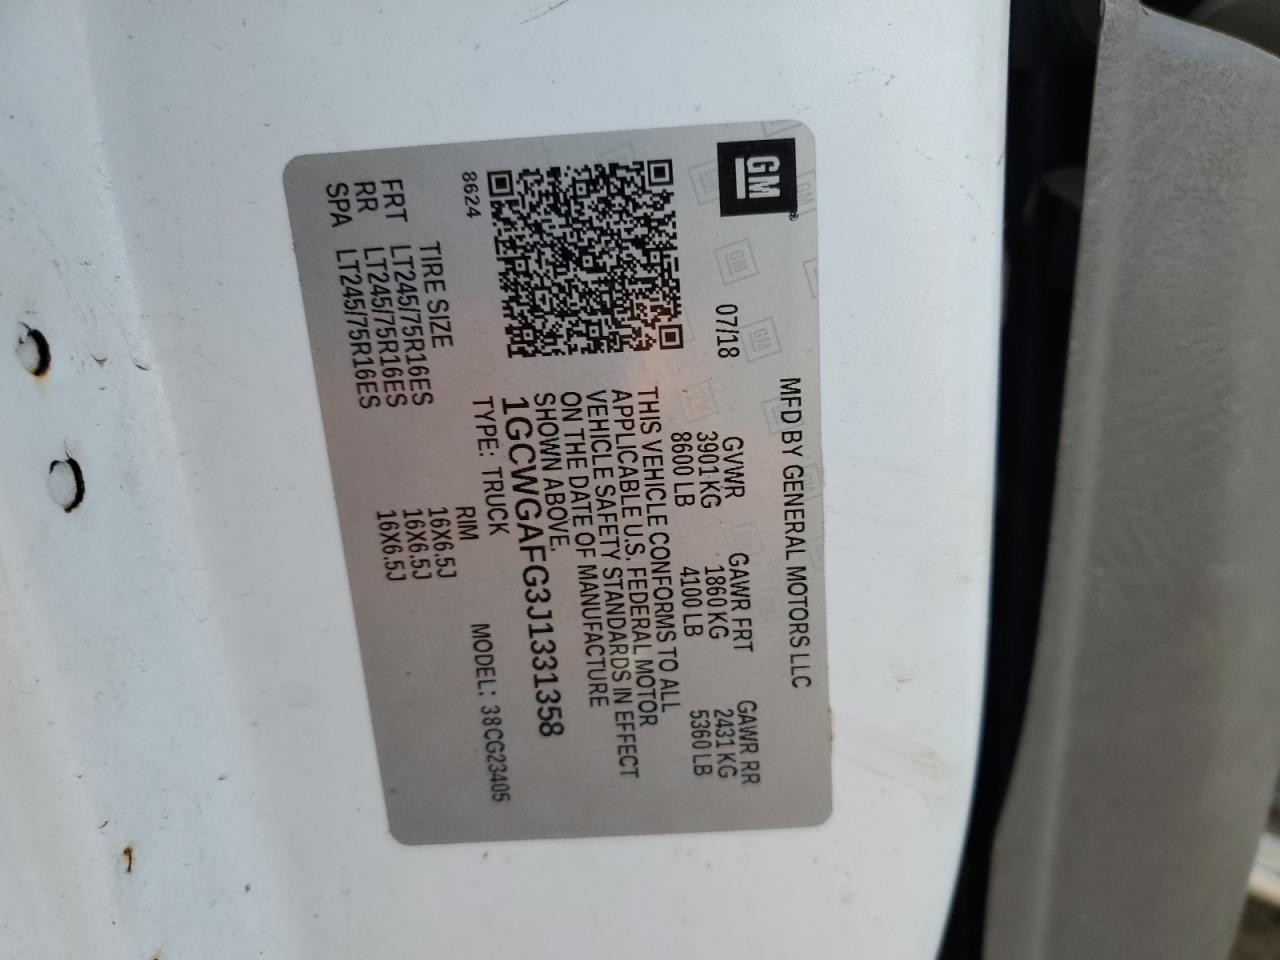 GM
MFD BY GENERAL MOTORS LLC
07/18
GVWR GAWR FRT GAWR RR
3901 KG 1860 KG 2431 KG
8600 LB 4100 LB 5360 LB
THIS VEHICLE CONFORMS TO ALL
APPLICABLE U.S. FEDERAL MOTOR
VEHICLE SAFETY STANDARDS IN EFFECT
ON THE DATE OF MANUFACTURE
SHOWN ABOVE.
1GCWGAFG3J1331358
8624 TYPE: TRUCK MODEL: 38CG23405
TIRE SIZE RIM
FRT LT245/75R16ES 16X6.5J
RR LT245/75R16ES 16X6.5J
SPA LT245/75R16ES 16X6.5J